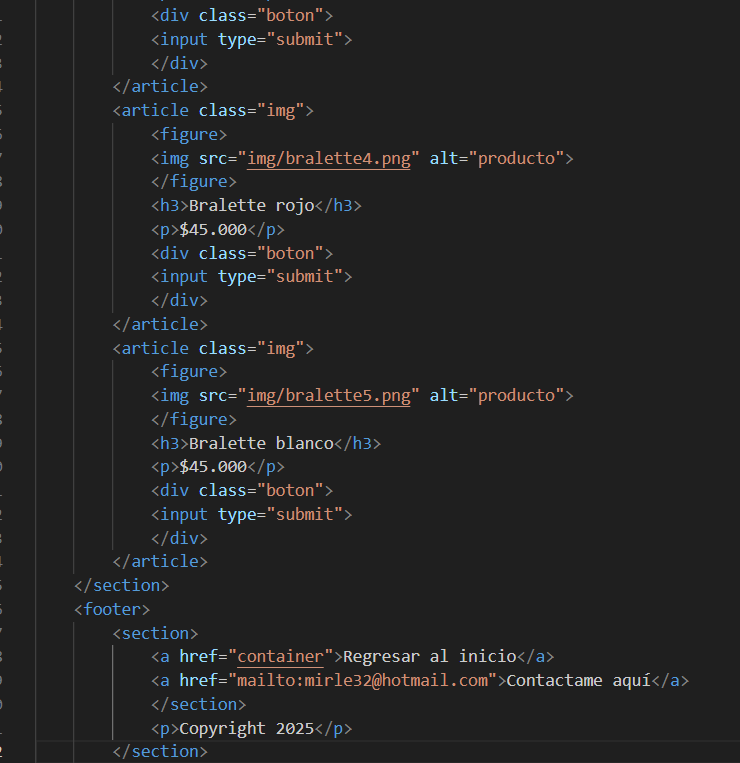 <div class="boton">
<input type="submit">
</div>
</article>
<article class="img">
<figure>
<img src="img/bralette4.png" alt="producto">
</figure>
<h3>Bralette rojo</h3>
<p>$45.000</p>
<div class="boton">
<input type="submit">
</div>
</article>
<article class="img">
<figure>
<img src="img/bralette5.png" alt="producto">
</figure>
<h3>Bralette blanco</h3>
<p>$45.000</p>
<div class="boton">
<input type="submit">
</div>
</article>
</section>
<footer>
<section>
<a href="container">Regresar al inicio</a>
<a href="mailto:mirle32@hotmail.com">Contactame aquí</a>
</section>
<p>Copyright 2025</p>
</section>